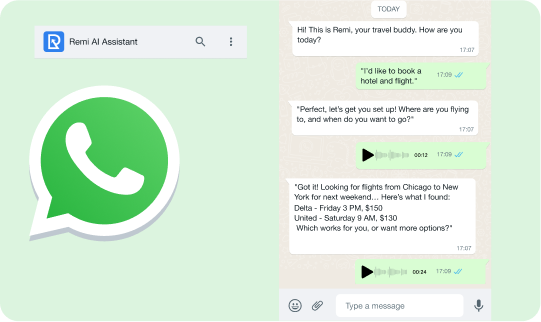 Remi AI Assistant
TODAY
Hi! This is Remi, your travel buddy. How are you
today?
17:07
"I'd like to book a
hotel and flight."
17:09
"Perfect, let's get you set up! Where are you flying
to, and when do you want to go?"
17:07
00:12
17:09
"Got it! Looking for flights from Chicago to New
York for next weekend... Here's what I found:
Delta - Friday 3 PM, $150
United - Saturday 9 AM, $130
Which works for you, or want more options?"
17:07
00:24
17:09
Type a message